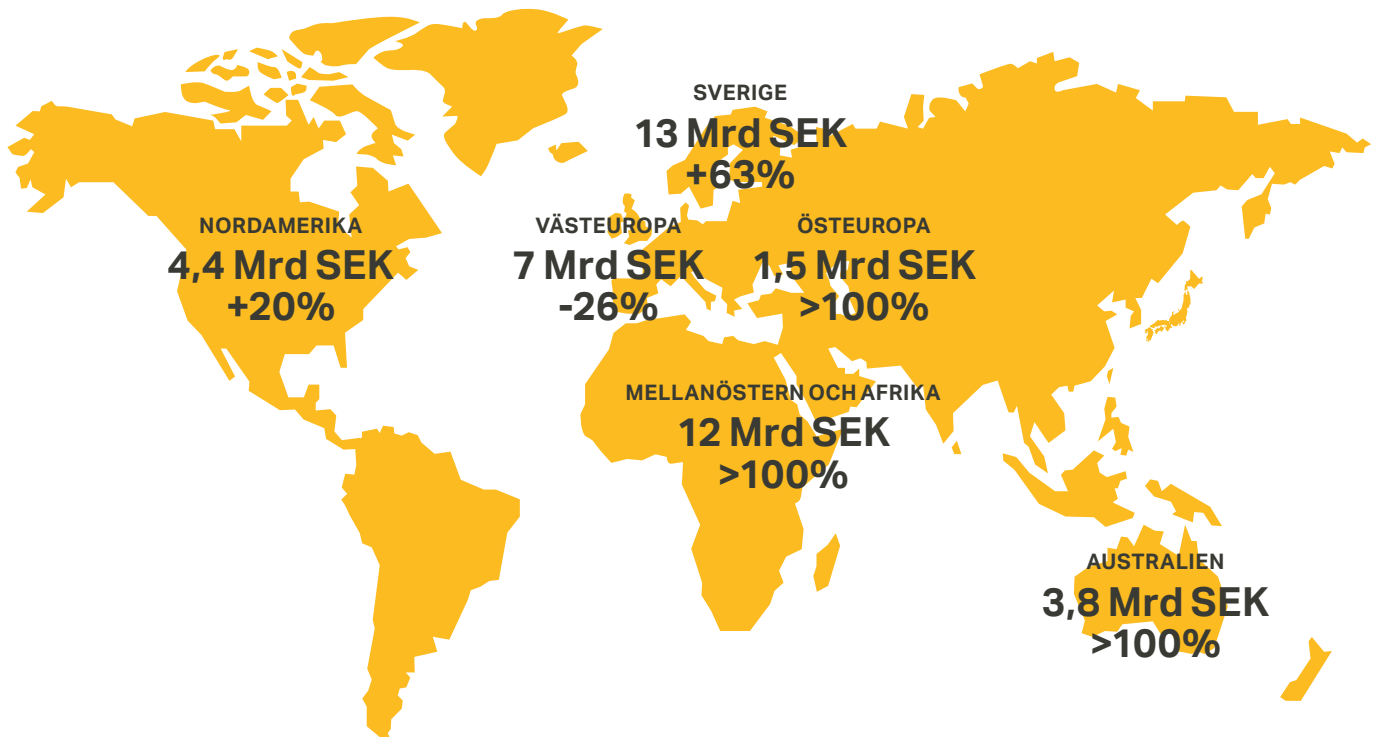 SVERIGE
13 Mrd SEK
+63%
NORDAMERIKA
4,4 Mrd SEK
+20%
VÄSTEUROPA
7 Mrd SEK
-26%
ÖSTEUROPA
1,5 Mrd SEK
>100%
MELLANÖSTERN OCH AFRIKA
12 Mrd SEK
>100%
AUSTRALIEN
3,8 Mrd SEK
>100%